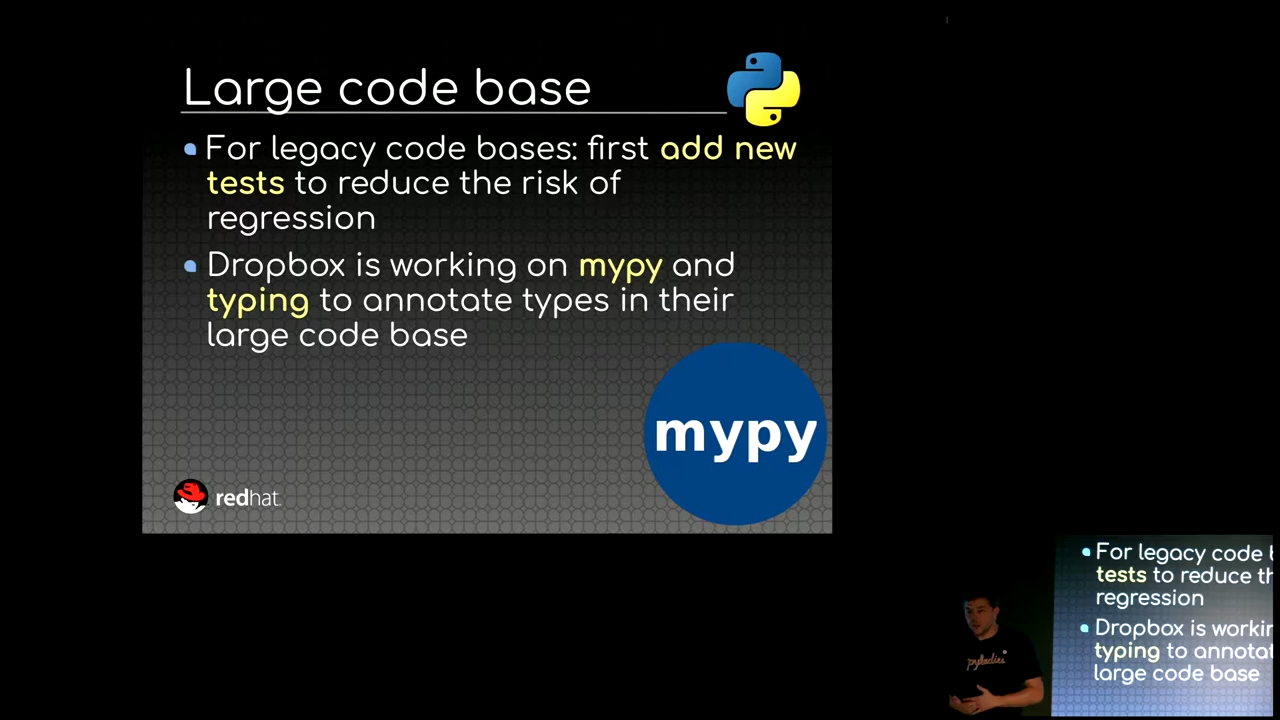 Large code base
For legacy code bases: first add new
tests to reduce the risk of
regression
Dropbox is working on mypy and
typing to annotate types in their
large code base
mypy
redhat.
For legacy code b
tests to reduce th
regression
Dropbox is workin
typing to annotat
large code base
pyladies